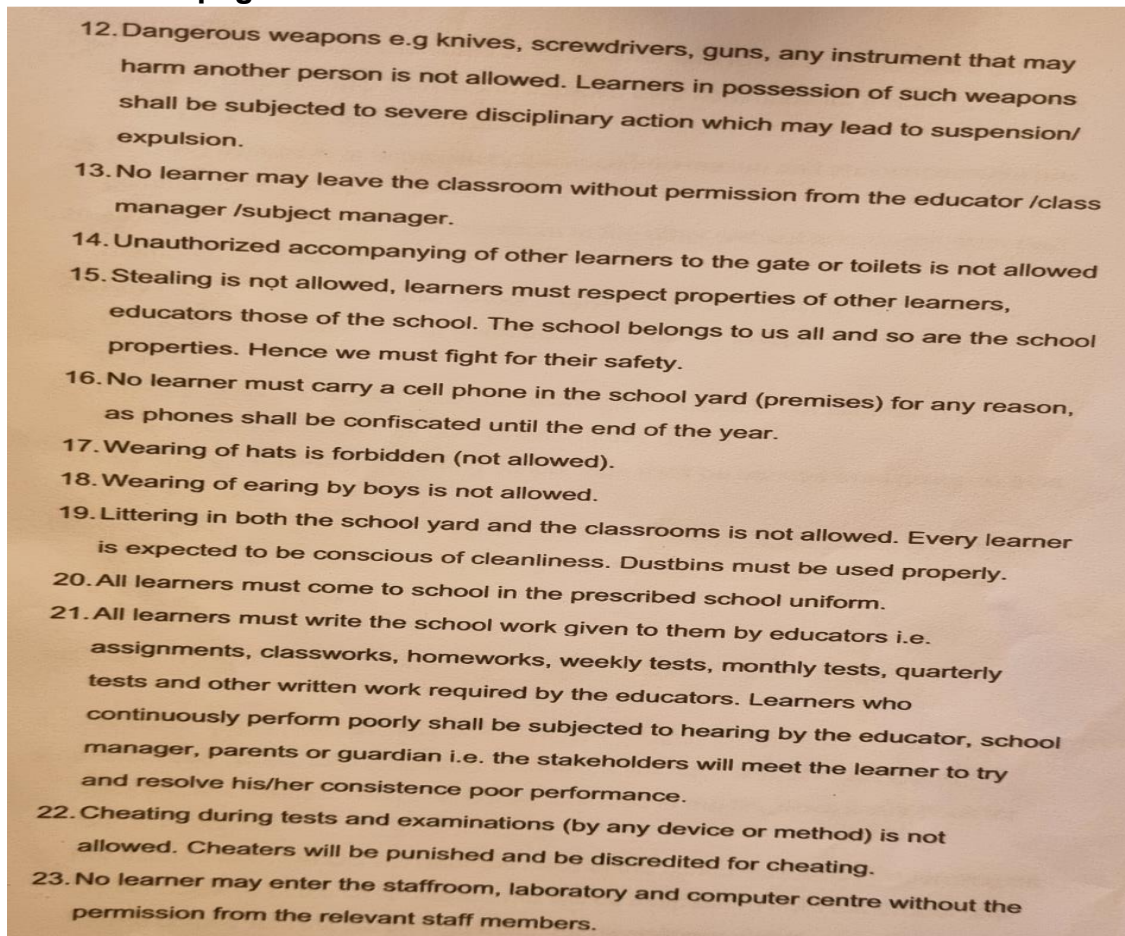 12. Dangerous weapons e.g knives, screwdrivers, guns, any instrument that may
harm another person is not allowed. Learners in possession of such weapons
shall be subjected to severe disciplinary action which may lead to suspension/
expulsion.
13. No learner may leave the classroom without permission from the educator /class
manager /subject manager.
14. Unauthorized accompanying of other learners to the gate or toilets is not allowed
15. Stealing is not allowed, learners must respect properties of other learners,
educators those of the school. The school belongs to us all and so are the school
properties. Hence we must fight for their safety.
16. No learner must carry a cell phone in the school yard (premises) for any reason,
as phones shall be confiscated until the end of the year.
17. Wearing of hats is forbidden (not allowed).
18. Wearing of earing by boys is not allowed.
19. Littering in both the school yard and the classrooms is not allowed. Every learner
is expected to be conscious of cleanliness. Dustbins must be used properly.
20. All learners must come to school in the prescribed school uniform.
21. All learners must write the school work given to them by educators i.e.
assignments, classworks, homeworks, weekly tests, monthly tests, quarterly
tests and other written work required by the educators. Learners who
continuously perform poorly shall be subjected to hearing by the educator, school
manager, parents or guardian i.e. the stakeholders will meet the learner to try
and resolve his/her consistence poor performance.
22. Cheating during tests and examinations (by any device or method) is not
allowed. Cheaters will be punished and be discredited for cheating.
23. No learner may enter the staffroom, laboratory and computer centre without the
permission from the relevant staff members.